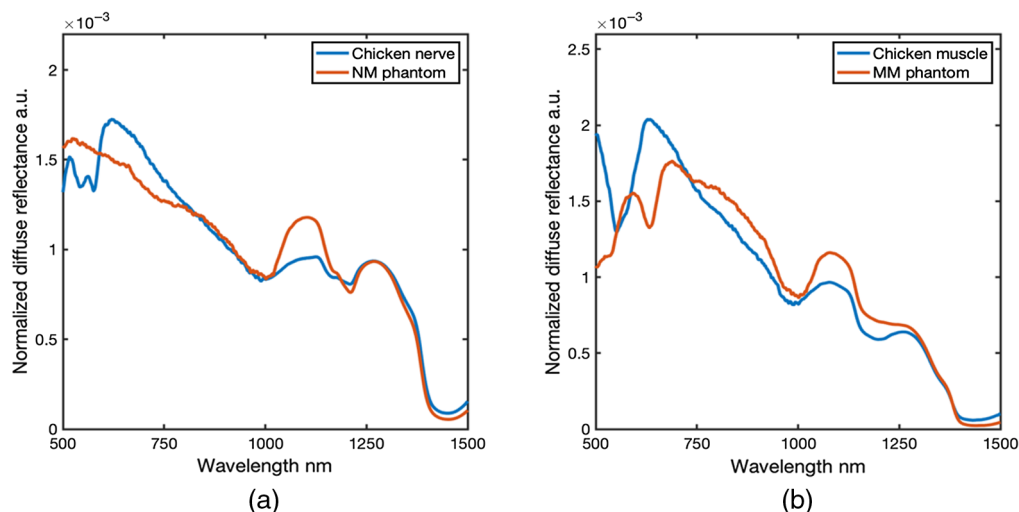 ×10⁻³
Normalized diffuse reflectance a.u.
2
1.5
1
0.5
0
Chicken nerve
NM phantom
500 750 1000 1250 1500
Wavelength nm
(a)
×10⁻³
Normalized diffuse reflectance a.u.
2.5
2
1.5
1
0.5
0
Chicken muscle
MM phantom
500 750 1000 1250 1500
Wavelength nm
(b)